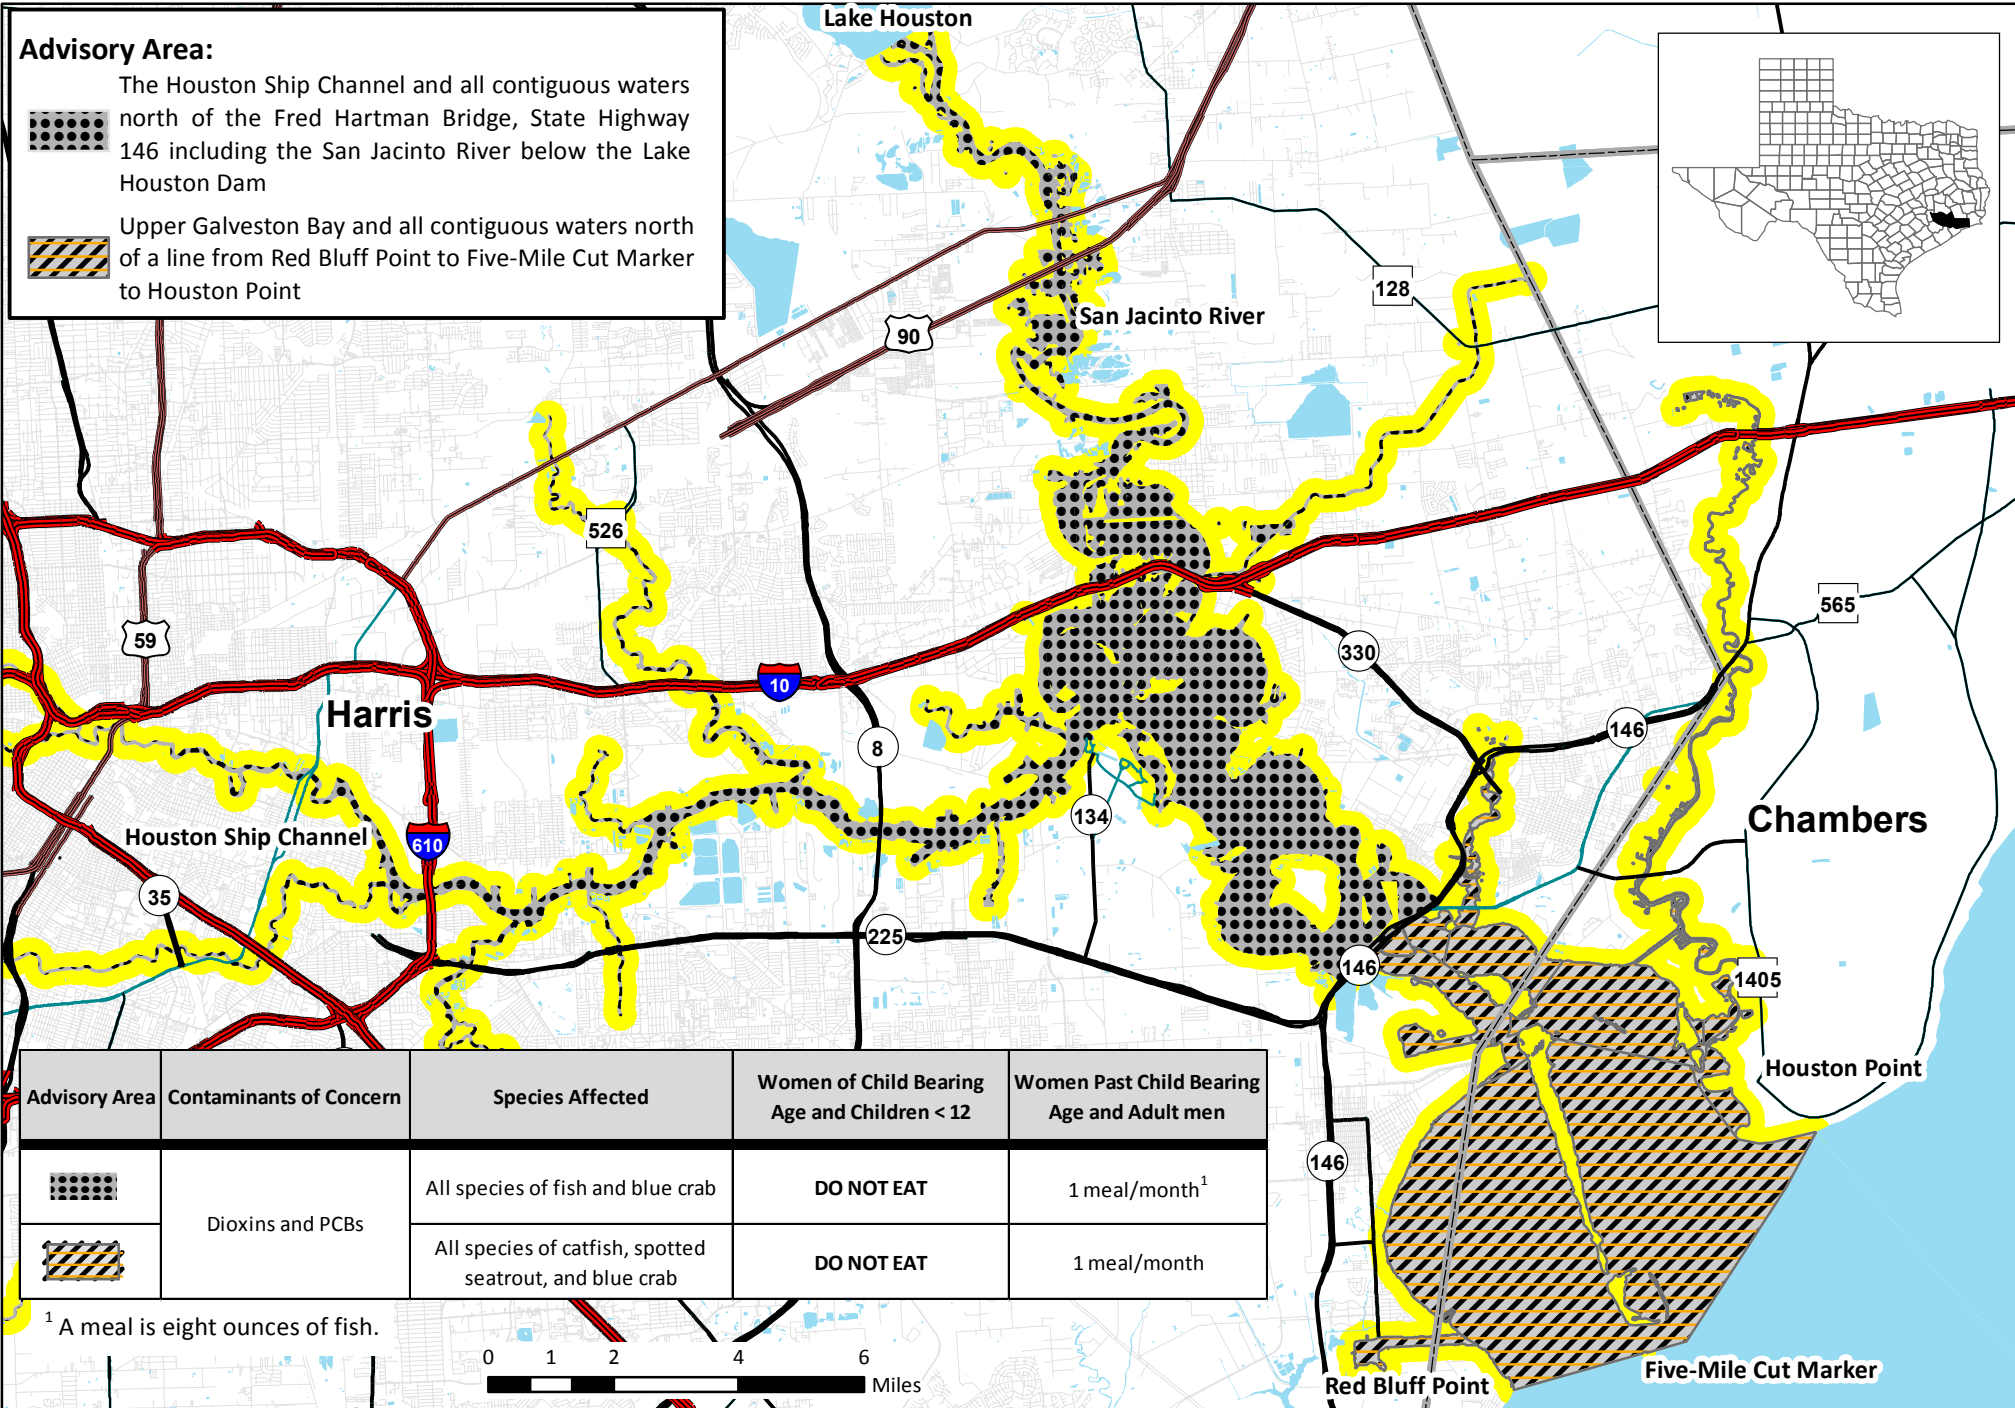 Lake Houston
Advisory Area:
The Houston Ship Channel and all contiguous waters
north of the Fred Hartman Bridge, State Highway
146 including the San Jacinto River below the Lake
Houston Dam
Upper Galveston Bay and all contiguous waters north
of a line from Red Bluff Point to Five-Mile Cut Marker
to Houston Point
128
San Jacinto River
90
526
565
59
330
10
Harris
146
8
134
Chambers
Houston Ship Channel
610
35
225
146
1405
Houston Point
146
Advisory Area
Contaminants of Concern
Species Affected
Women of Child Bearing
Age and Children < 12
Women Past Child Bearing
Age and Adult men
Dioxins and PCBs
All species of fish and blue crab
DO NOT EAT
1 meal/month1
All species of catfish, spotted
seatrout, and blue crab
DO NOT EAT
1 meal/month
1 A meal is eight ounces of fish.
0 1 2 4 6
Miles
Red Bluff Point
Five-Mile Cut Marker